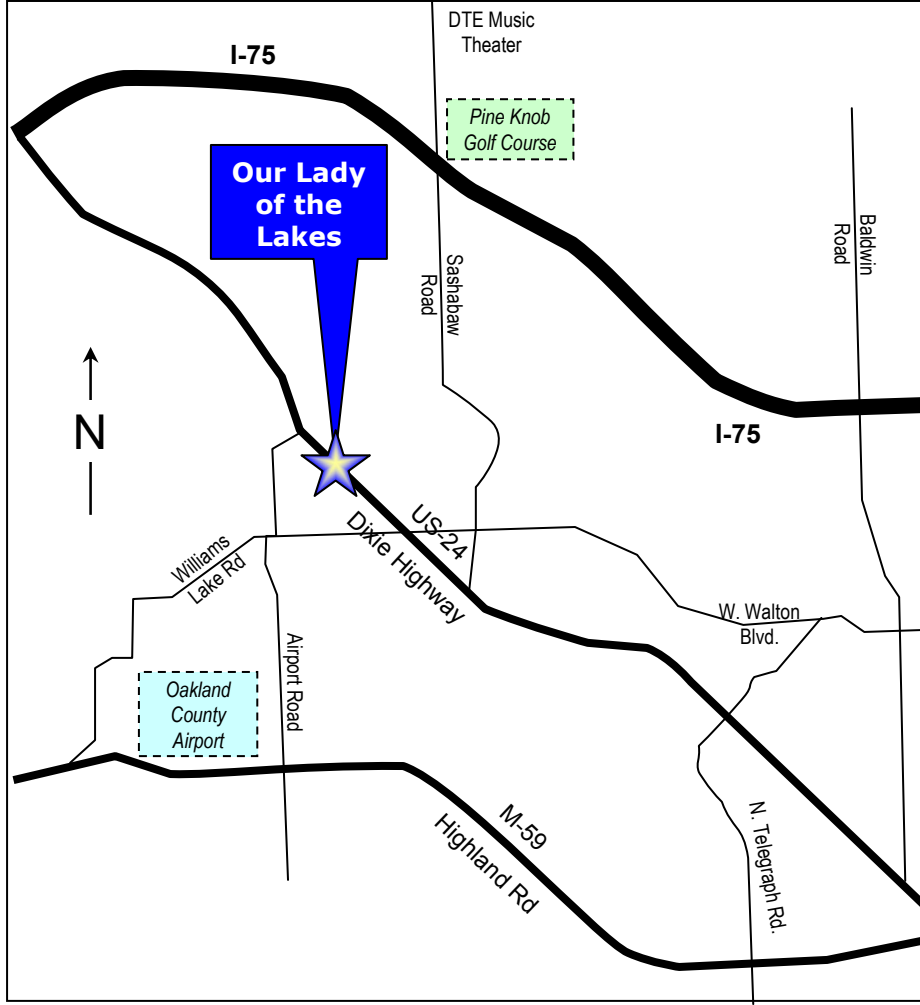 DTE Music
Theater
I-75
Pine Knob
Golf Course
Our Lady
of the
Lakes
Baldwin
Road
Sashabaw
Road
N
I-75
US-24
Dixie Highway
Williams
Lake Rd
W. Walton
Blvd.
Airport Road
Oakland
County
Airport
M-59
Highland Rd
N. Telegraph Rd.